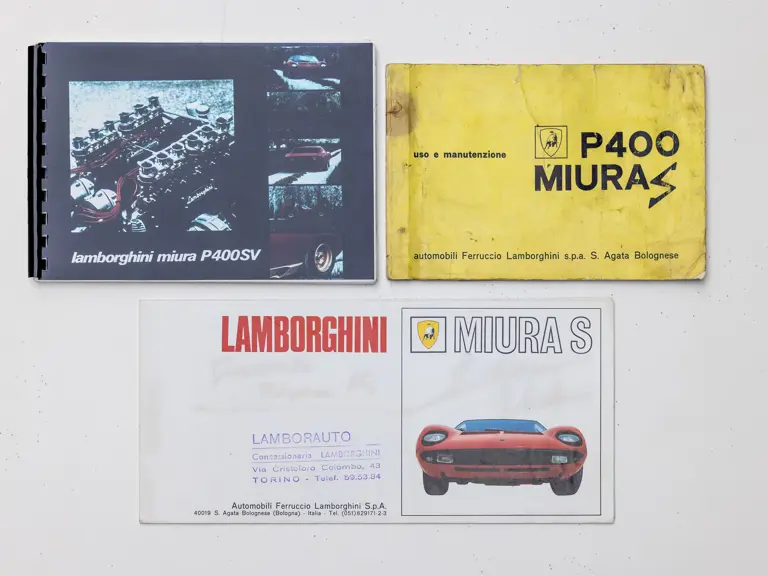 Lamborghini
lamborghini miura P400SV
uso e manutenzione
P400
MIURA S
automobili Ferruccio Lamborghini s.p.a. S. Agata Bolognese
LAMBORGHINI
MIURA S
LAMBORAUTO
Concessionaria LAMBORGHINI
Via Cristoforo Colombo, 43
TORINO - Telef. 59.53.94
Automobili Ferruccio Lamborghini S.p.A.
40019 S. Agata Bolognese (Bologna) - Italia - Tel. (051) 829171-2-3